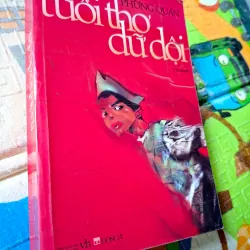 PHÙNG QUÁN
tuổi thơ
dữ dội